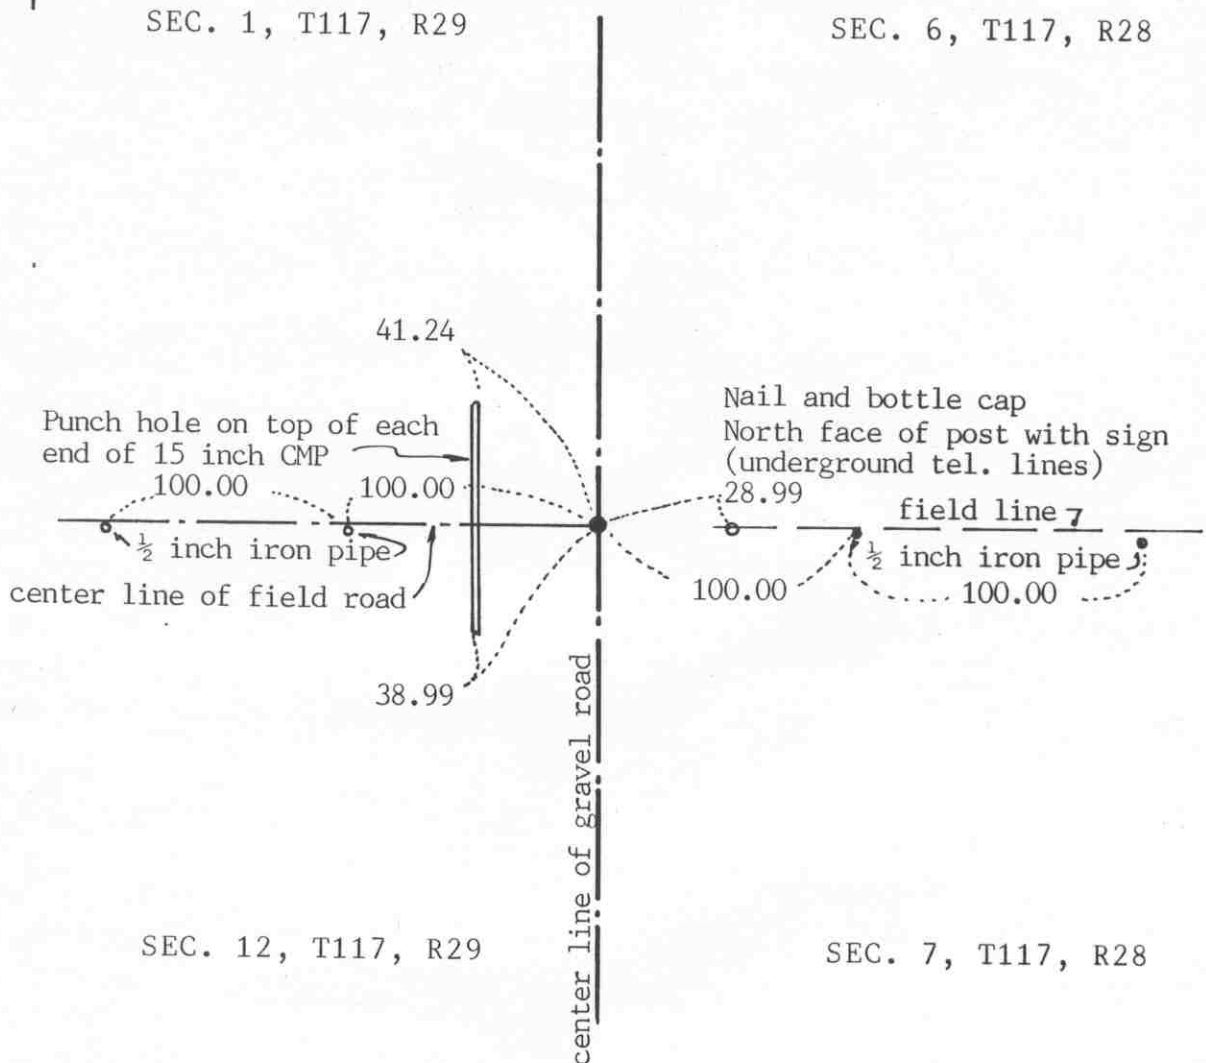 SEC. 1, T117, R29
SEC. 6, T117, R28
41.24
Nail and bottle cap
North face of post with sign
(underground tel. lines)
28.99
Punch hole on top of each
end of 15 inch CMP
100.00
100.00
field line
½ inch iron pipe
½ inch iron pipe
center line of field road
100.00
100.00
38.99
center line of gravel road
SEC. 12, T117, R29
SEC. 7, T117, R28